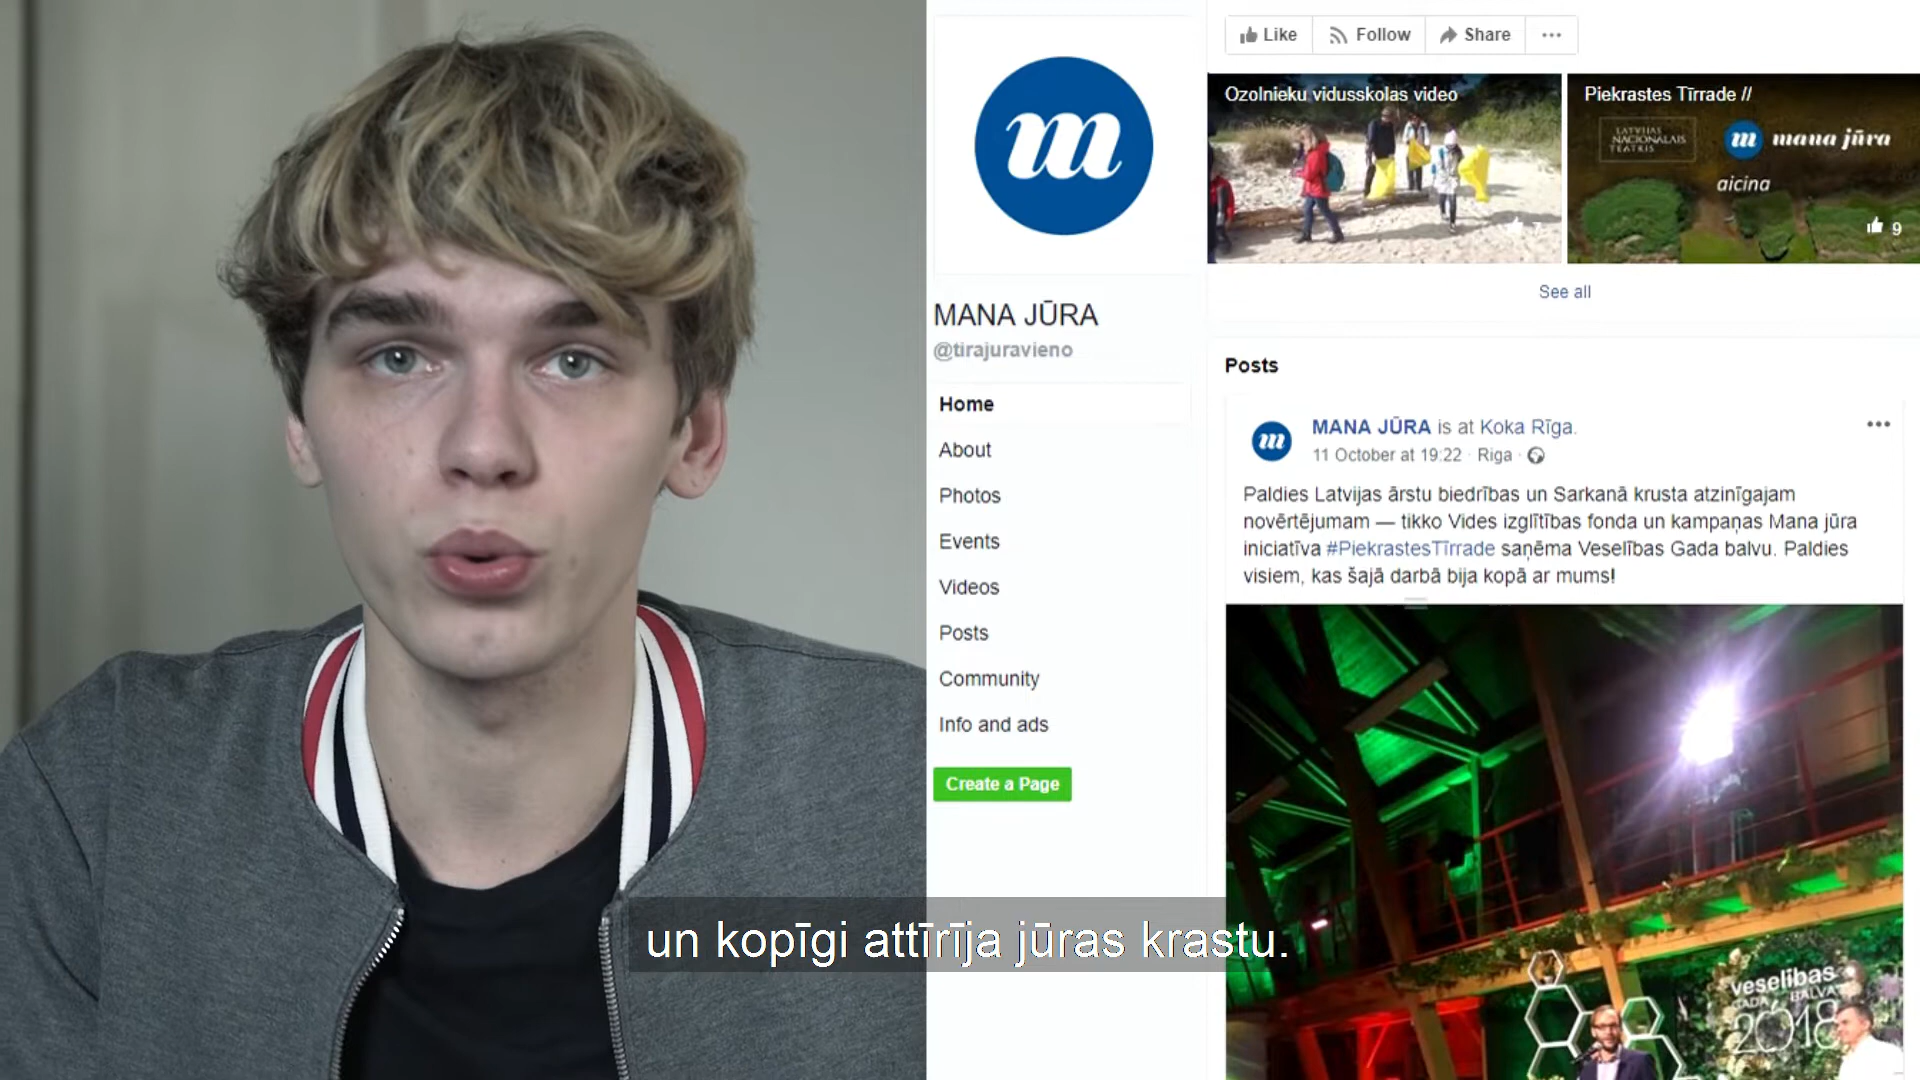 Like Follow Share ...
Ozolnieku vidusskolas video
Piekrastes Tīrrade //
LATVIJAS
NACIONĀLAIS
TEĀTRIS
m mana jūra
aicina
7
9
See all
m
MANA JŪRA
@tirajuravieno
Home
About
Photos
Events
Videos
Posts
Community
Info and ads
Create a Page
Posts
m
MANA JŪRA is at Koka Rīga.
11 October at 19:22 · Riga ·
Paldies Latvijas ārstu biedrības un Sarkanā krusta atzinīgajam
novērtējumam — tikko Vides izglītības fonda un kampaņas Mana jūra
iniciatīva #PiekrastesTīrrade saņēma Veselības Gada balvu. Paldies
visiem, kas šajā darbā bija kopā ar mums!
veselības
GADA BALVA
2018
un kopīgi attīrīja jūras krastu.